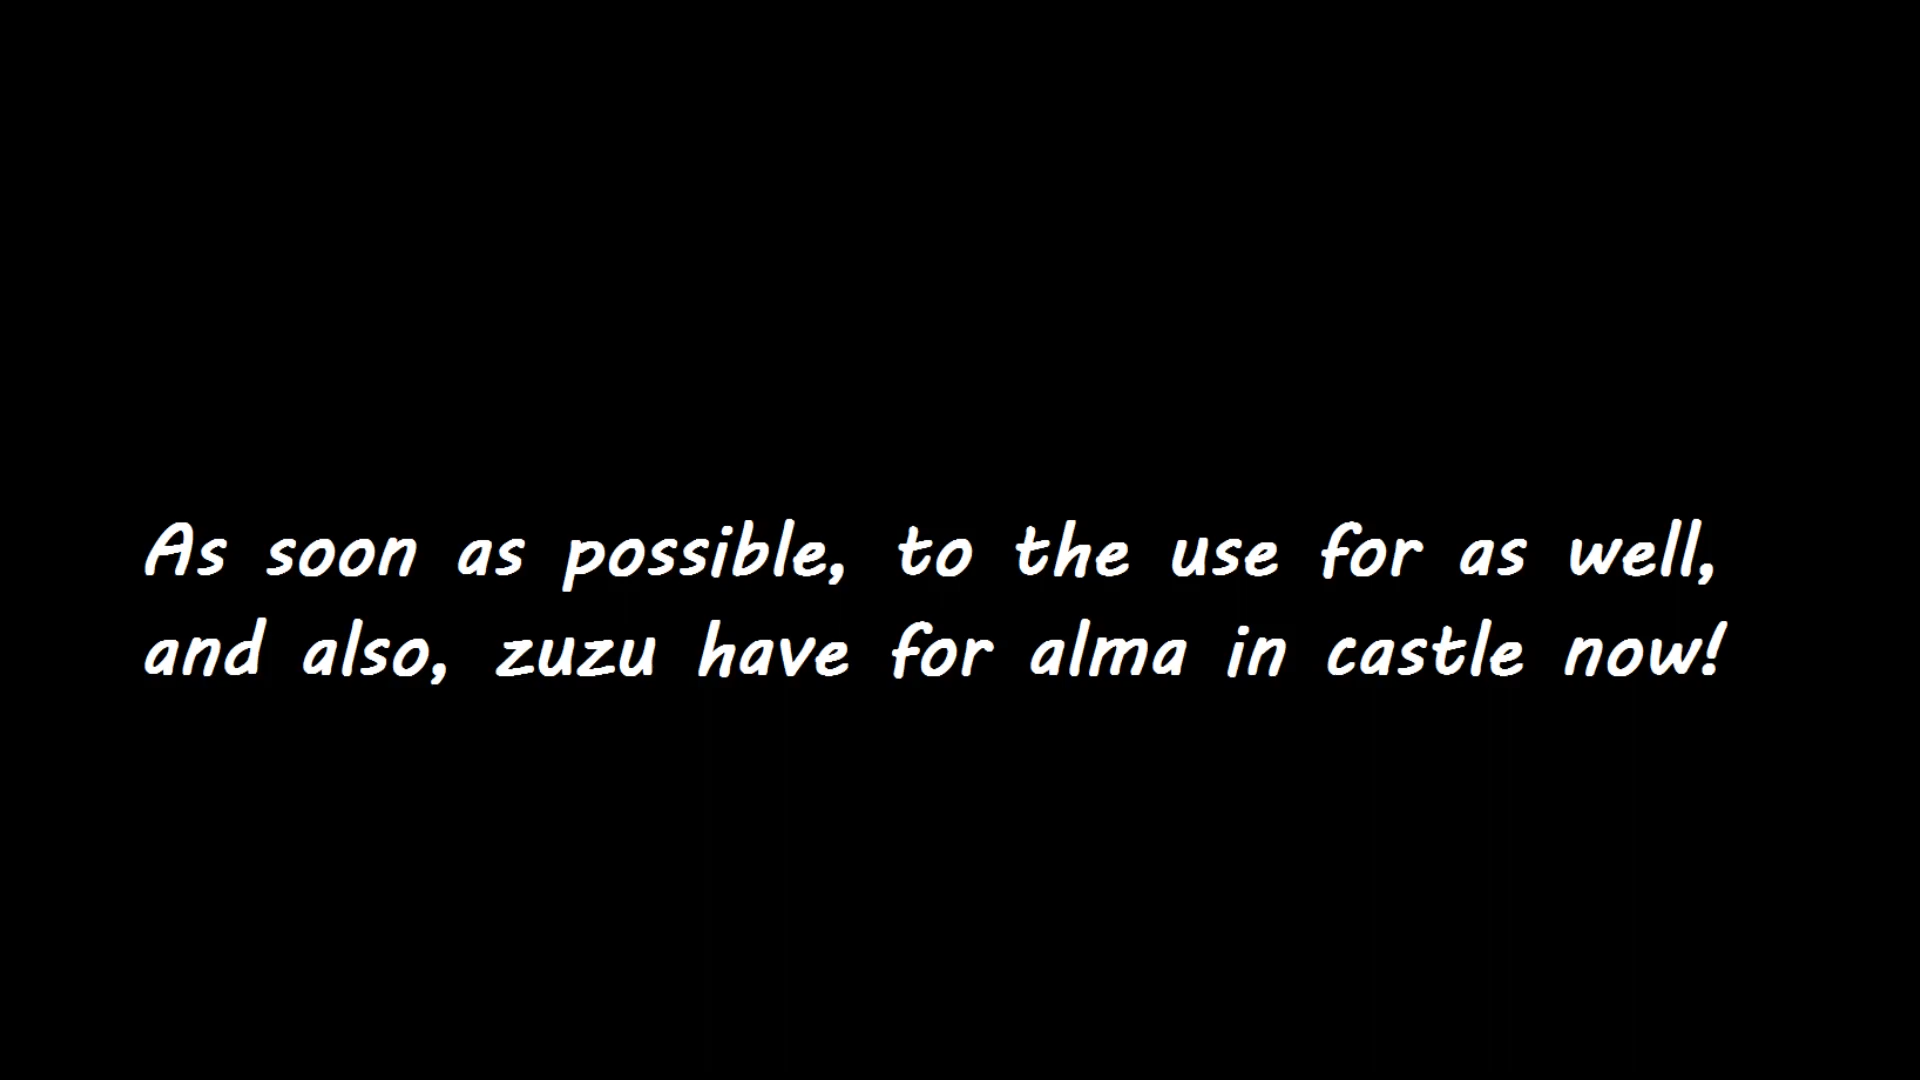 As soon as possible, to the use for as well,
and also, zuzu have for alma in castle now!